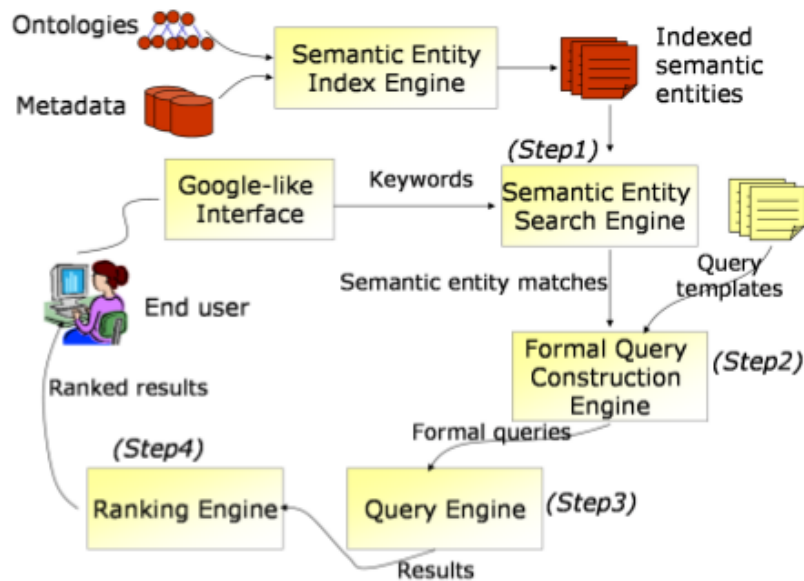 Ontologies
Semantic Entity
Index Engine
Indexed
semantic
entities
Metadata
(Step1)
Google-like
Interface
Keywords
Semantic Entity
Search Engine
Query
templates
Semantic entity matches
End user
Formal Query
Construction
Engine
(Step2)
Ranked results
Formal queries
(Step4)
Ranking Engine
Query Engine
(Step3)
Results